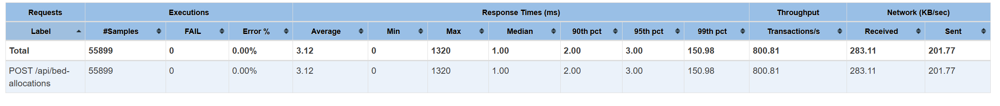 Requests Executions Response Times (ms) Throughput Network (KB/sec)
Label #Samples FAIL Error % Average Min Max Median 90th pct 95th pct 99th pct Transactions/s Received Sent
Total 55899 0 0.00% 3.12 0 1320 1.00 2.00 3.00 150.98 800.81 283.11 201.77
POST /api/bed- 55899 0 0.00% 3.12 0 1320 1.00 2.00 3.00 150.98 800.81 283.11 201.77
allocations